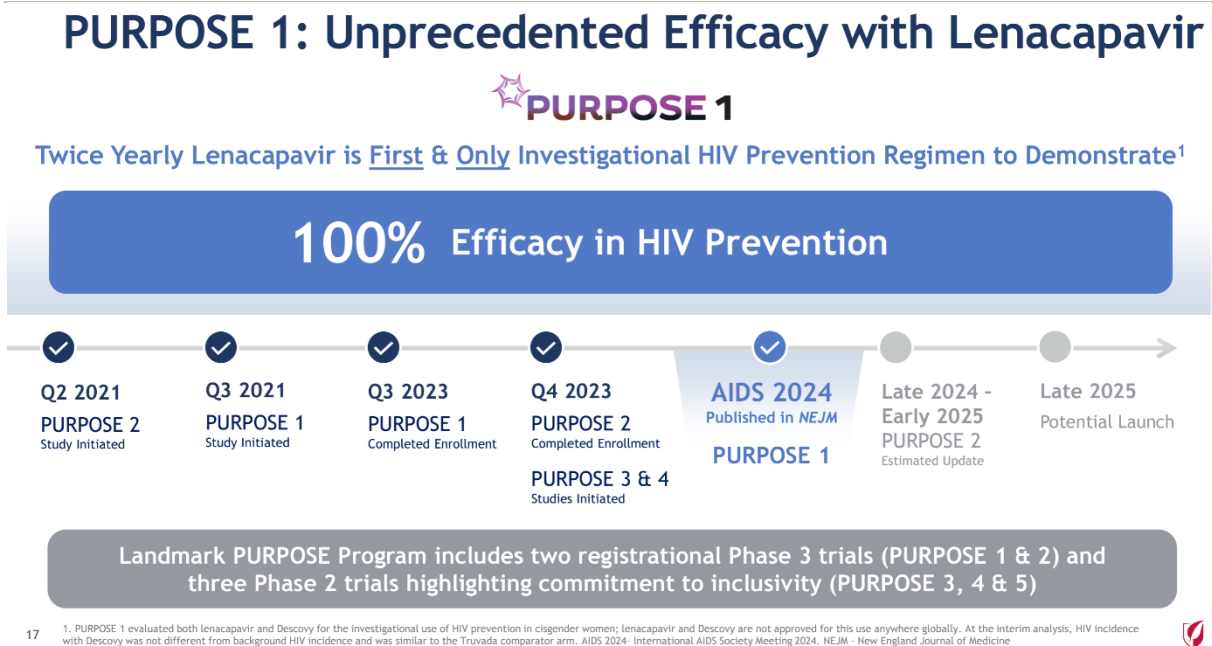 PURPOSE 1: Unprecedented Efficacy with Lenacapavir
PURPOSE 1
Twice Yearly Lenacapavir is First & Only Investigational HIV Prevention Regimen to Demonstrate1
100% Efficacy in HIV Prevention
Q2 2021
PURPOSE 2
Study Initiated
Q3 2021
PURPOSE 1
Study Initiated
Q3 2023
PURPOSE 1
Completed Enrollment
Q4 2023
PURPOSE 2
Completed Enrollment
PURPOSE 3 & 4
Studies Initiated
AIDS 2024
Published in NEJM
PURPOSE 1
Late 2024 -
Early 2025
PURPOSE 2
Estimated Update
Late 2025
Potential Launch
Landmark PURPOSE Program includes two registrational Phase 3 trials (PURPOSE 1 & 2) and
three Phase 2 trials highlighting commitment to inclusivity (PURPOSE 3, 4 & 5)
17
1. PURPOSE 1 evaluated both lenacapavir and Descovy for the investigational use of HIV prevention in cisgender women; lenacapavir and Descovy are not approved for this use anywhere globally. At the interim analysis, HIV incidence
with Descovy was not different from background HIV incidence and was similar to the Truvada comparator arm. AIDS 2024- International AIDS Society Meeting 2024. NEJM - New England Journal of Medicine